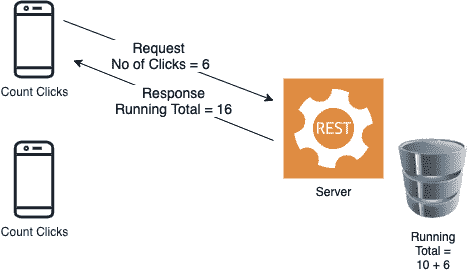 Request
No of Clicks = 6
Count Clicks
Response
Running Total = 16
REST
Server
Count Clicks
Running
Total =
10 + 6